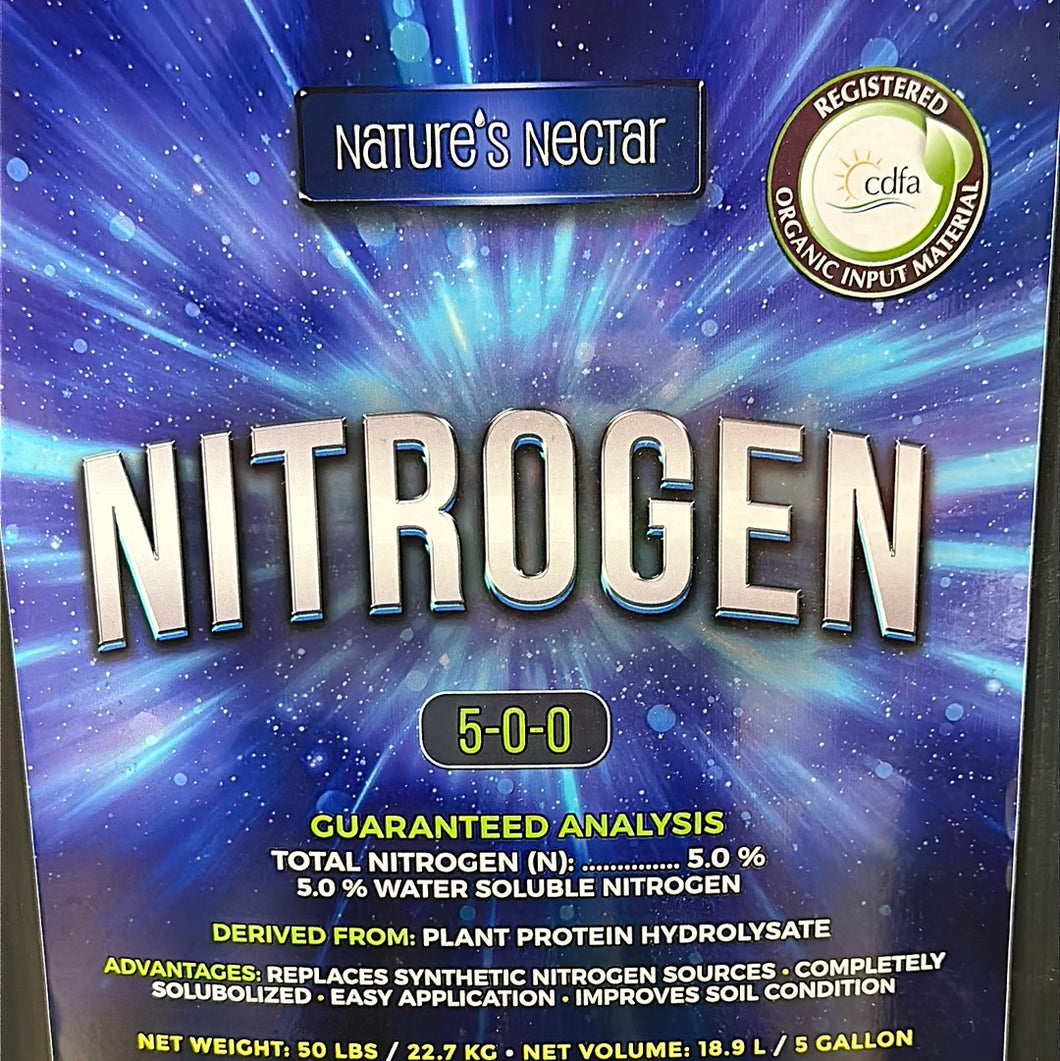 Nature's Nectar
REGISTERED
cdfa
ORGANIC INPUT MATERIAL
NITROGEN
5-0-0
GUARANTEED ANALYSIS
TOTAL NITROGEN (N): .............. 5.0 %
5.0 % WATER SOLUBLE NITROGEN
DERIVED FROM: PLANT PROTEIN HYDROLYSATE
ADVANTAGES: REPLACES SYNTHETIC NITROGEN SOURCES • COMPLETELY
SOLUBOLIZED • EASY APPLICATION • IMPROVES SOIL CONDITION
NET WEIGHT: 50 LBS / 22.7 KG • NET VOLUME: 18.9 L / 5 GALLON